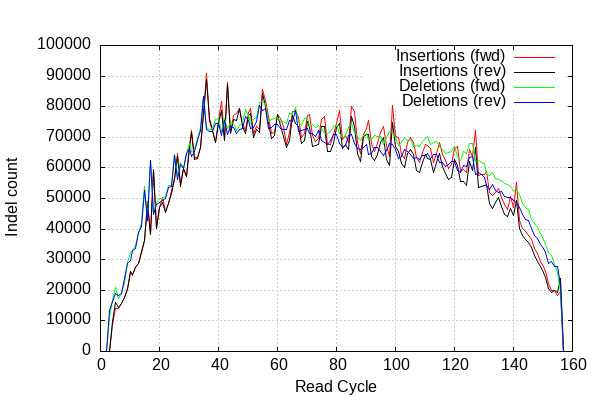 100000
90000
80000
70000
60000
50000
40000
30000
20000
10000
0
Indel count
Insertions (fwd)
Insertions (rev)
Deletions (fwd)
Deletions (rev)
0 20 40 60 80 100 120 140 160
Read Cycle